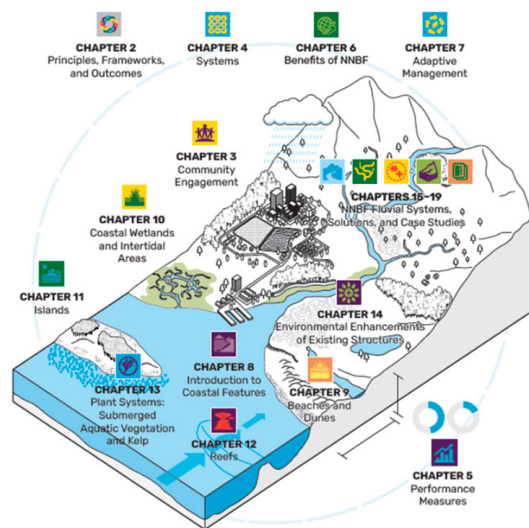 CHAPTER 2
Principles, Frameworks,
and Outcomes
CHAPTER 4
Systems
CHAPTER 6
Benefits of NNBF
CHAPTER 7
Adaptive
Management
CHAPTER 3
Community
Engagement
CHAPTERS 15–19
NNBF Fluvial Systems,
Solutions, and Case Studies
CHAPTER 10
Coastal Wetlands
and Intertidal
Areas
CHAPTER 11
Islands
CHAPTER 14
Environmental Enhancements
of Existing Structures
CHAPTER 8
Introduction to
Coastal Features
CHAPTER 9
Beaches and
Dunes
CHAPTER 13
Plant Systems:
Submerged
Aquatic Vegetation
and Kelp
CHAPTER 12
Reefs
CHAPTER 5
Performance
Measures